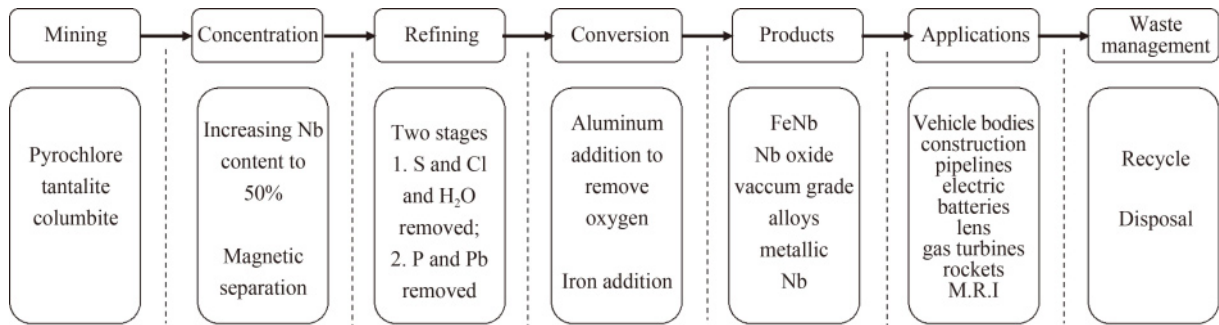 Mining
Concentration
Refining
Conversion
Products
Applications
Waste
management
Pyrochlore
tantalite
columbite
Increasing Nb
content to
50%
Magnetic
separation
Two stages
1. S and Cl
and H₂O
removed;
2. P and Pb
removed
Aluminum
addition to
remove
oxygen
Iron addition
FeNb
Nb oxide
vaccum grade
alloys
metallic
Nb
Vehicle bodies
construction
pipelines
electric
batteries
lens
gas turbines
rockets
M.R.I
Recycle
Disposal